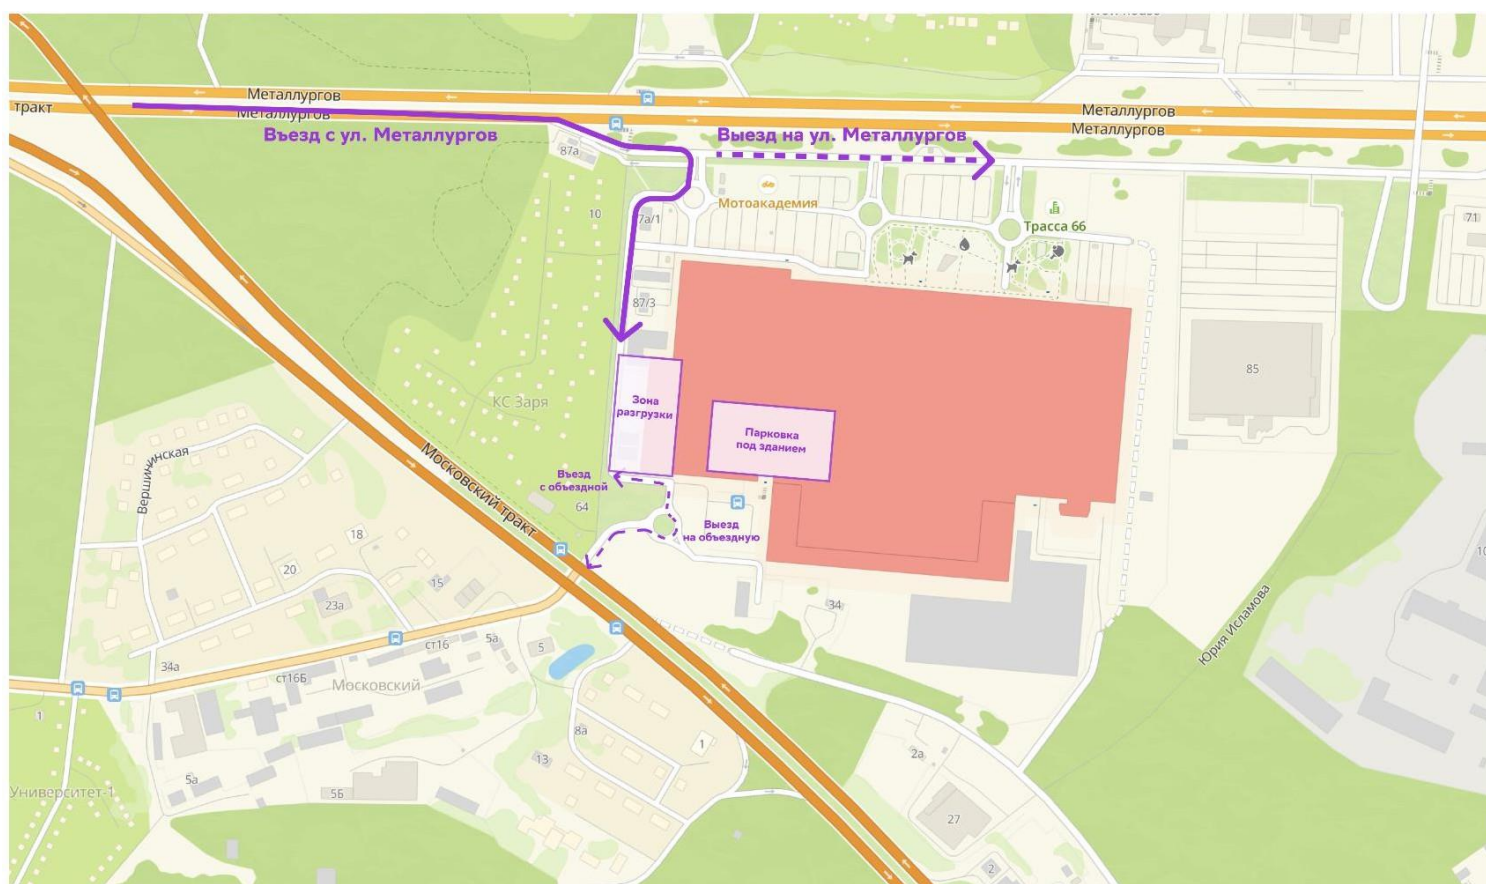 Металлургов
Металлургов
тракт
Металлургов
Металлургов
Въезд с ул. Металлургов
Выезд на ул. Металлургов
87а
Мотоакадемия
10
7а/1
Трасса 66
71
87/3
85
КС Заря
Зона
разгрузки
Парковка
под зданием
Вершининская
Московский тракт
Въезд
с объездной
64
Выезд
на объездную
18
20
15
23а
34
Юрия Исламова
ст16
5а
5
34а
ст16Б
Московский
1
8а
1
13
2а
5а
5Б
Университет-1
27
2